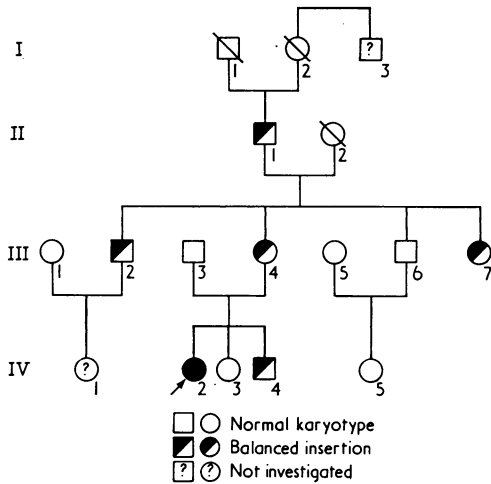 I
1
2
?
3
II
1
2
III
1
2
3
4
5
6
7
IV
?
1
2
3
4
5
Normal karyotype
Balanced insertion
? ? Not investigated